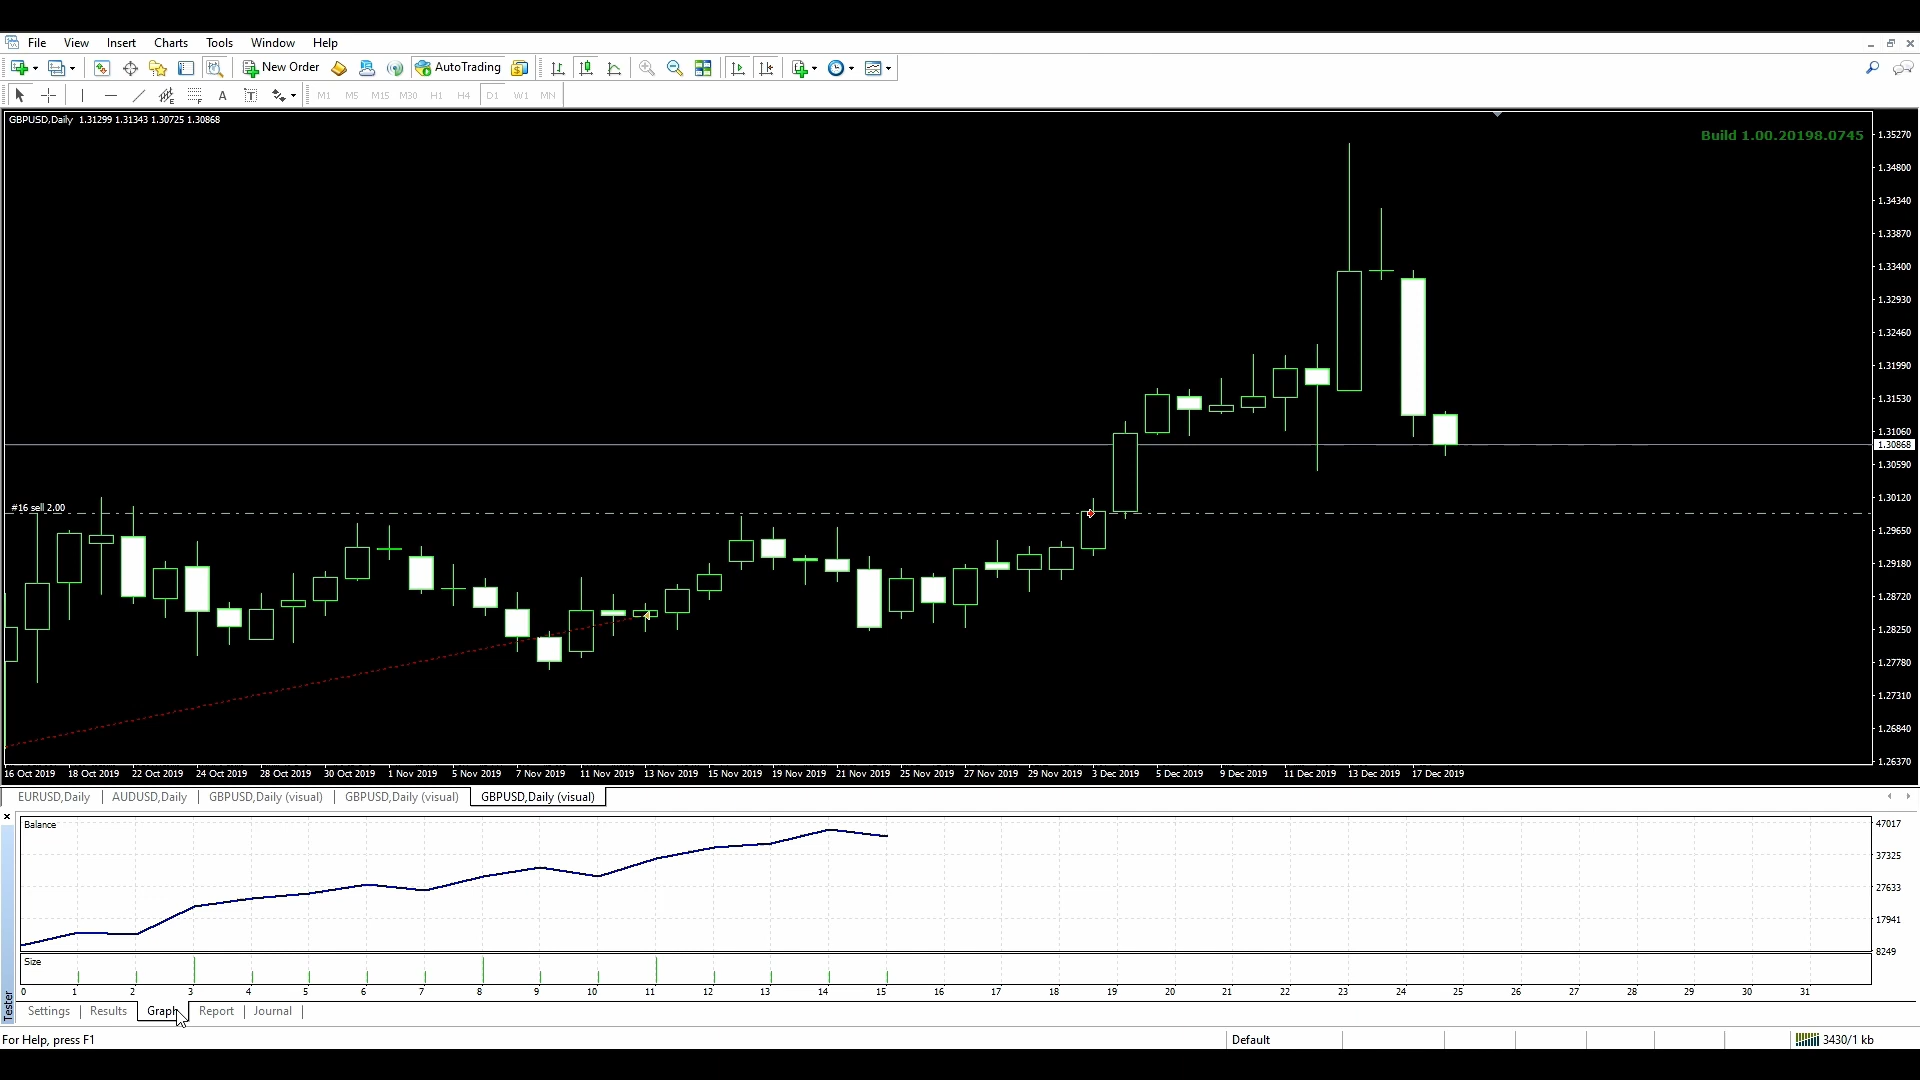 File View Insert Charts Tools Window Help
New Order AutoTrading
A T M1 M5 M15 M30 H1 H4 D1 W1 MN
GBPUSD,Daily 1.31299 1.31343 1.30725 1.30868
Build 1.00.20198.0745
1.35270
1.34800
1.34340
1.33870
1.33400
1.32930
1.32460
1.31990
1.31530
1.31060
1.30868
1.30590
1.30120
#16 sell 2.00
1.29650
1.29180
1.28720
1.28250
1.27780
1.27310
1.26840
1.26370
16 Oct 2019 18 Oct 2019 22 Oct 2019 24 Oct 2019 28 Oct 2019 30 Oct 2019 1 Nov 2019 5 Nov 2019 7 Nov 2019 11 Nov 2019 13 Nov 2019 15 Nov 2019 19 Nov 2019 21 Nov 2019 25 Nov 2019 27 Nov 2019 29 Nov 2019 3 Dec 2019 5 Dec 2019 9 Dec 2019 11 Dec 2019 13 Dec 2019 17 Dec 2019
EURUSD,Daily AUDUSD,Daily GBPUSD,Daily (visual) GBPUSD,Daily (visual) GBPUSD,Daily (visual)
Balance
47017
37325
27633
17941
8249
Size
0 1 2 3 4 5 6 7 8 9 10 11 12 13 14 15 16 17 18 19 20 21 22 23 24 25 26 27 28 29 30 31
Tester
Settings Results Graph Report Journal
For Help, press F1
Default
3430/1 kb